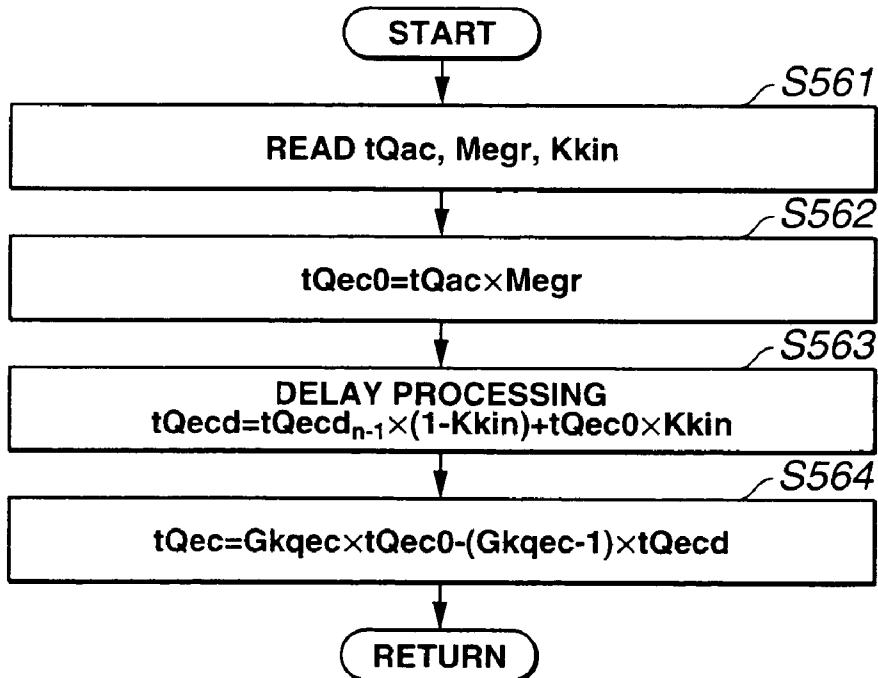 START
S561
READ tQac, Megr, Kkin
S562
tQec0=tQac×Megr
S563
DELAY PROCESSING
tQecd=tQecdₙ₋₁×(1-Kkin)+tQec0×Kkin
S564
tQec=Gkqec×tQec0-(Gkqec-1)×tQecd
RETURN